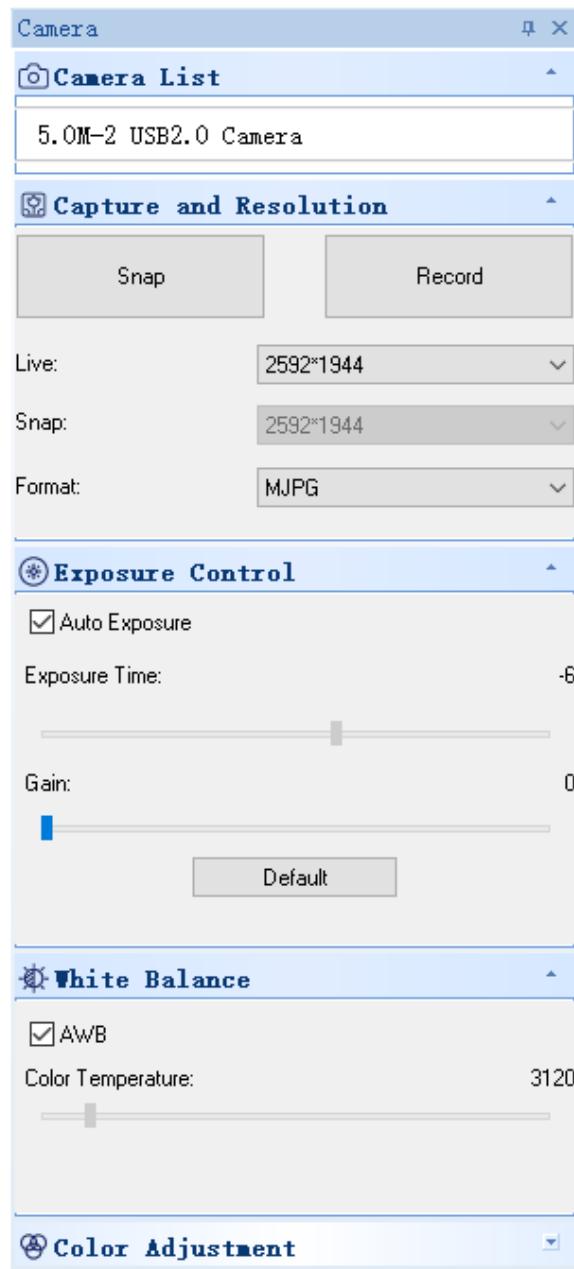 Camera
Camera List
5.0M-2 USB2.0 Camera
Capture and Resolution
Snap Record
Live: 2592*1944
Snap: 2592*1944
Format: MJPG
Exposure Control
Auto Exposure
Exposure Time: -6
Gain: 0
Default
White Balance
AWB
Color Temperature: 3120
Color Adjustment